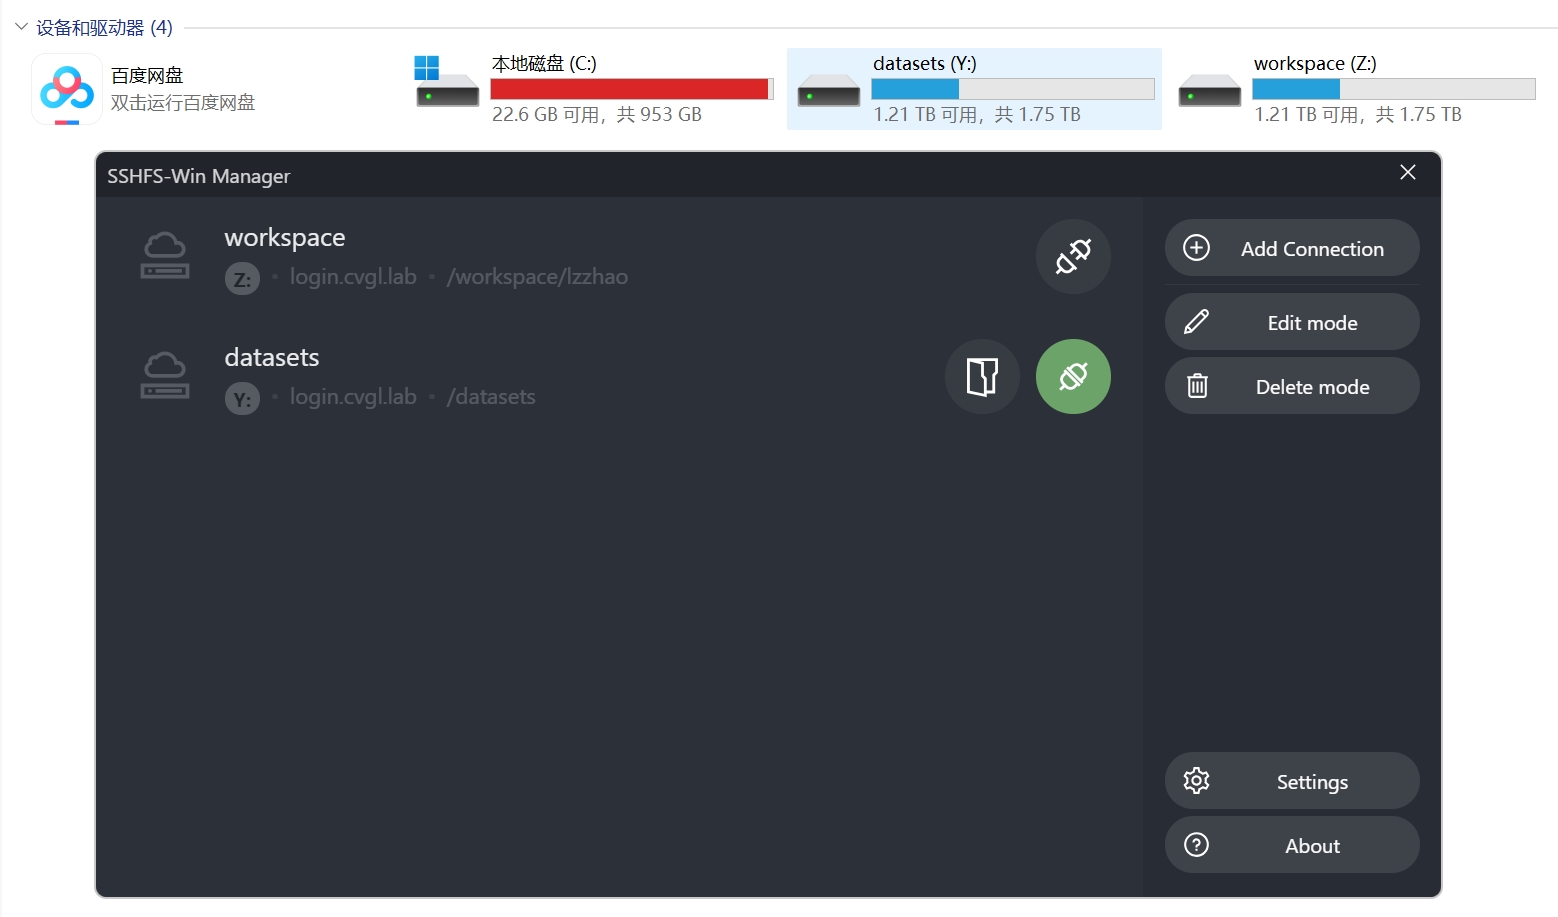 设备和驱动器 (4)
百度网盘
双击运行百度网盘
本地磁盘 (C:)
22.6 GB 可用，共 953 GB
datasets (Y:)
1.21 TB 可用，共 1.75 TB
workspace (Z:)
1.21 TB 可用，共 1.75 TB
SSHFS-Win Manager
workspace
Z: • login.cvgl.lab • /workspace/lzzhao
datasets
Y: • login.cvgl.lab • /datasets
Add Connection
Edit mode
Delete mode
Settings
About